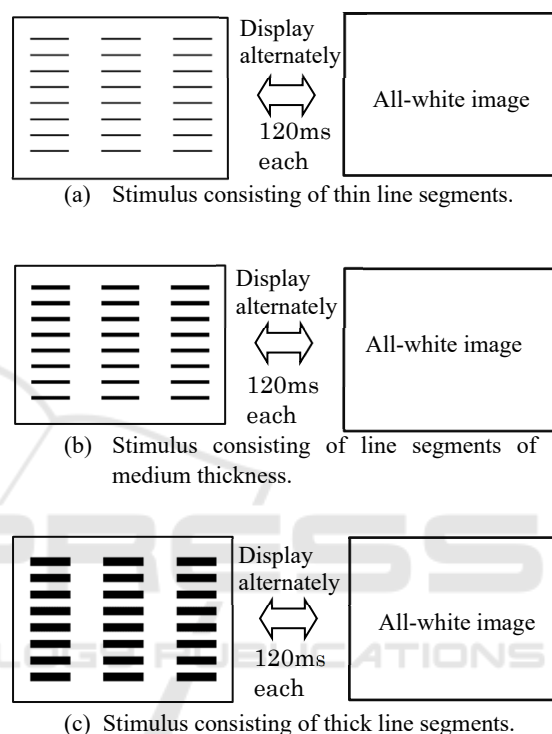 Display
alternately
120ms
each
All-white image
(a) Stimulus consisting of thin line segments.
Display
alternately
120ms
each
All-white image
(b) Stimulus consisting of line segments of
medium thickness.
Display
alternately
120ms
each
All-white image
(c) Stimulus consisting of thick line segments.
PRESS
PUBLICATIONS